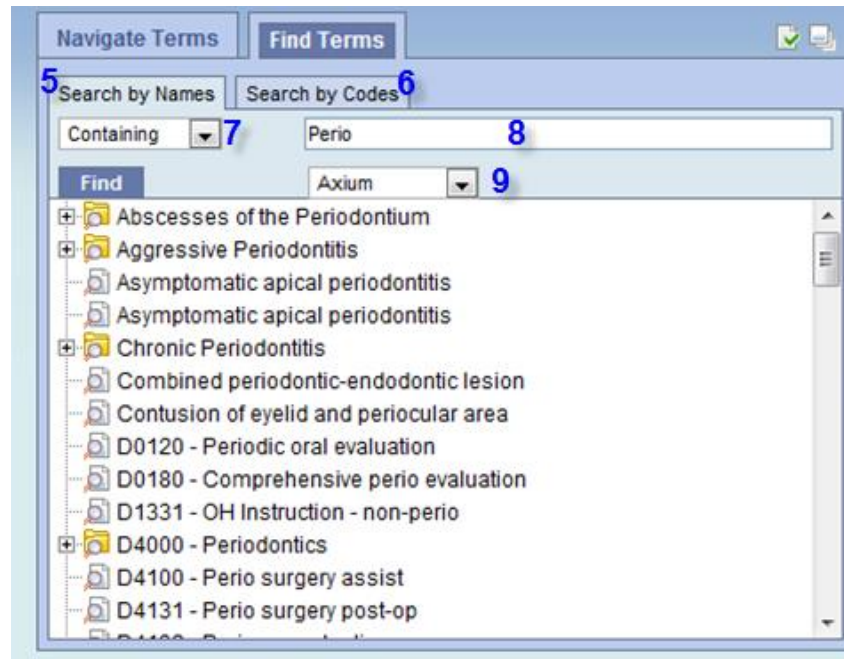 Navigate Terms Find Terms
5 Search by Names Search by Codes 6
Containing 7 Perio 8
Find Axium 9
Abscesses of the Periodontium
Aggressive Periodontitis
Asymptomatic apical periodontitis
Asymptomatic apical periodontitis
Chronic Periodontitis
Combined periodontic-endodontic lesion
Contusion of eyelid and periocular area
D0120 - Periodic oral evaluation
D0180 - Comprehensive perio evaluation
D1331 - OH Instruction - non-perio
D4000 - Periodontics
D4100 - Perio surgery assist
D4131 - Perio surgery post-op